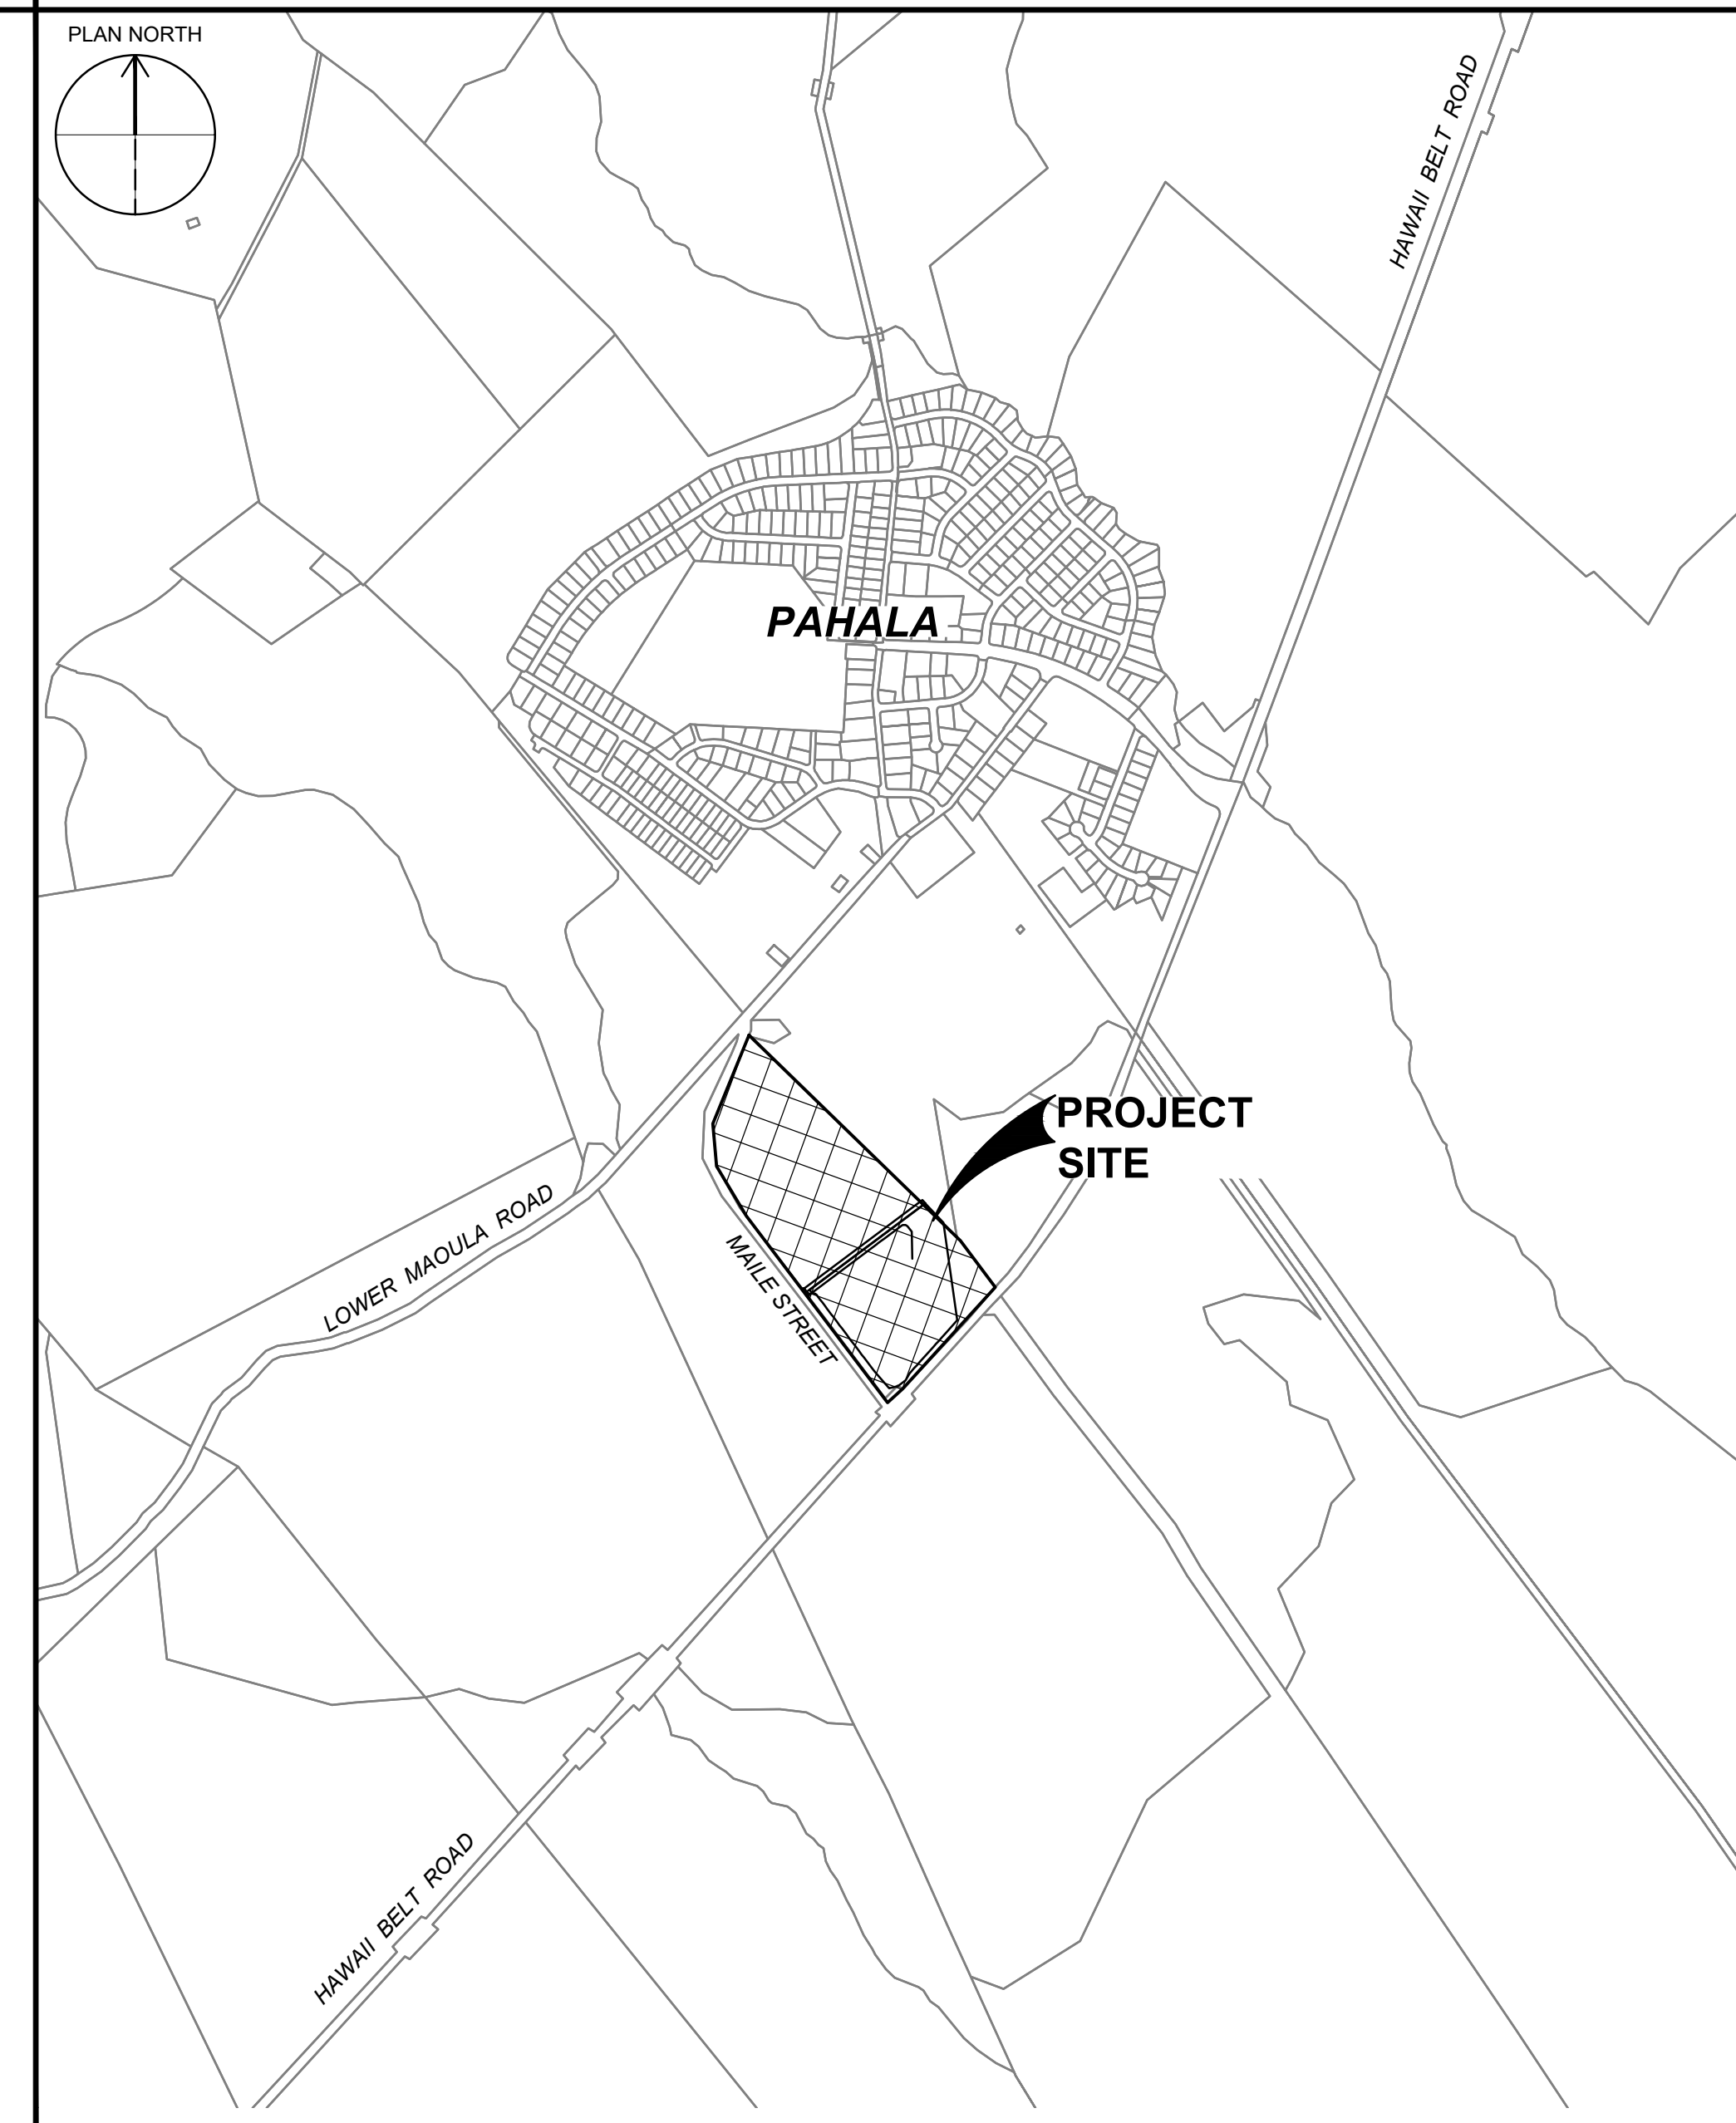 PLAN NORTH
HAWAII BELT ROAD
PAHALA
PROJECT
SITE
LOWER MAOULA ROAD
MAILE STREET
HAWAII BELT ROAD